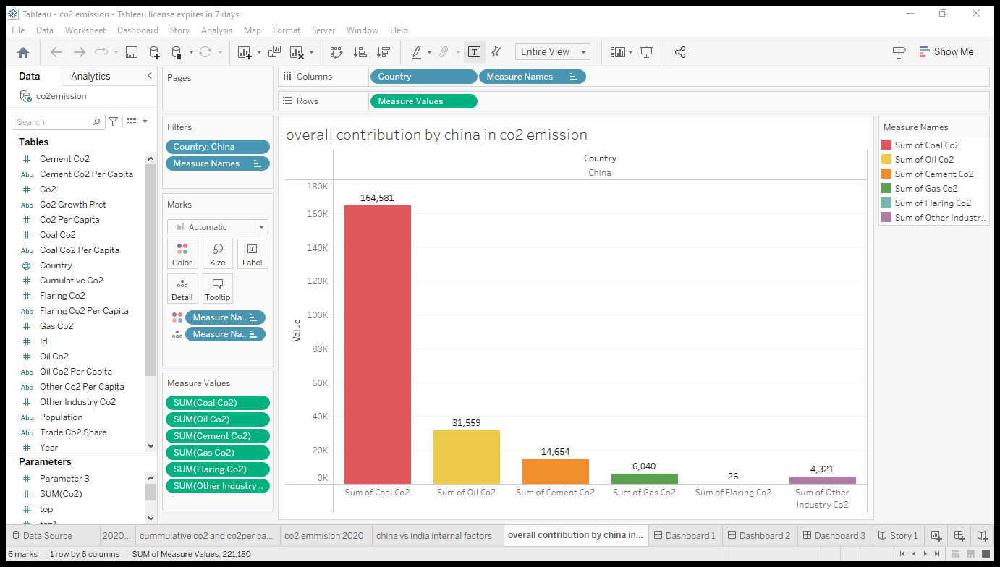 Tableau - co2 emission - Tableau license expires in 7 days
File Data Worksheet Dashboard Story Analysis Map Format Server Window Help
Entire View
Show Me
Data Analytics
co2emission
Search
Tables
# Cement Co2
Abc Cement Co2 Per Capita
# Co2
Abc Co2 Growth Prct
# Co2 Per Capita
# Coal Co2
Abc Coal Co2 Per Capita
Country
# Cumulative Co2
# Flaring Co2
Abc Flaring Co2 Per Capita
# Gas Co2
# Id
# Oil Co2
Abc Oil Co2 Per Capita
Abc Other Co2 Per Capita
# Other Industry Co2
Abc Population
Abc Trade Co2 Share
# Year
Parameters
# Parameter 3
# SUM(Co2)
# top
# top1
Pages
Filters
Country: China
Measure Names
Marks
Automatic
Color Size Label
Detail Tooltip
Measure Na..
Measure Na..
Measure Values
SUM(Coal Co2)
SUM(Oil Co2)
SUM(Cement Co2)
SUM(Gas Co2)
SUM(Flaring Co2)
SUM(Other Industry ..
Columns Country Measure Names
Rows Measure Values
overall contribution by china in co2 emission
Country
China
180K
160K
140K
120K
100K
80K
60K
40K
20K
0K
Value
164,581
31,559
14,654
6,040
26
4,321
Sum of Coal Co2
Sum of Oil Co2
Sum of Cement Co2
Sum of Gas Co2
Sum of Flaring Co2
Sum of Other
Industry Co2
Measure Names
Sum of Coal Co2
Sum of Oil Co2
Sum of Cement Co2
Sum of Gas Co2
Sum of Flaring Co2
Sum of Other Industr..
Data Source 2020... cummulative co2 and co2per ca... co2 emmision 2020 china vs india internal factors overall contribution by china in... Dashboard 1 Dashboard 2 Dashboard 3 Story 1
6 marks 1 row by 6 columns SUM of Measure Values: 221,180